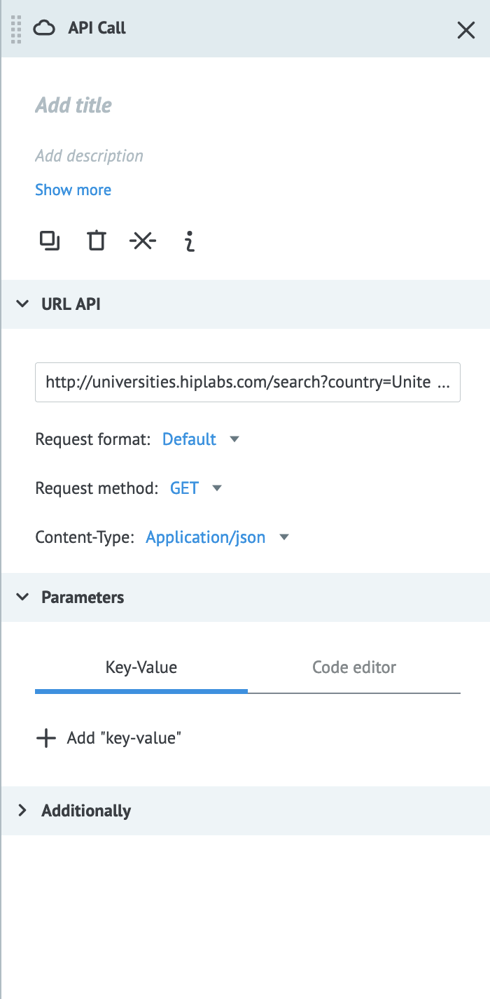 API Call
Add title
Add description
Show more
URL API
http://universities.hiplabs.com/search?country=Unite ...
Request format: Default
Request method: GET
Content-Type: Application/json
Parameters
Key-Value Code editor
Add "key-value"
Additionally